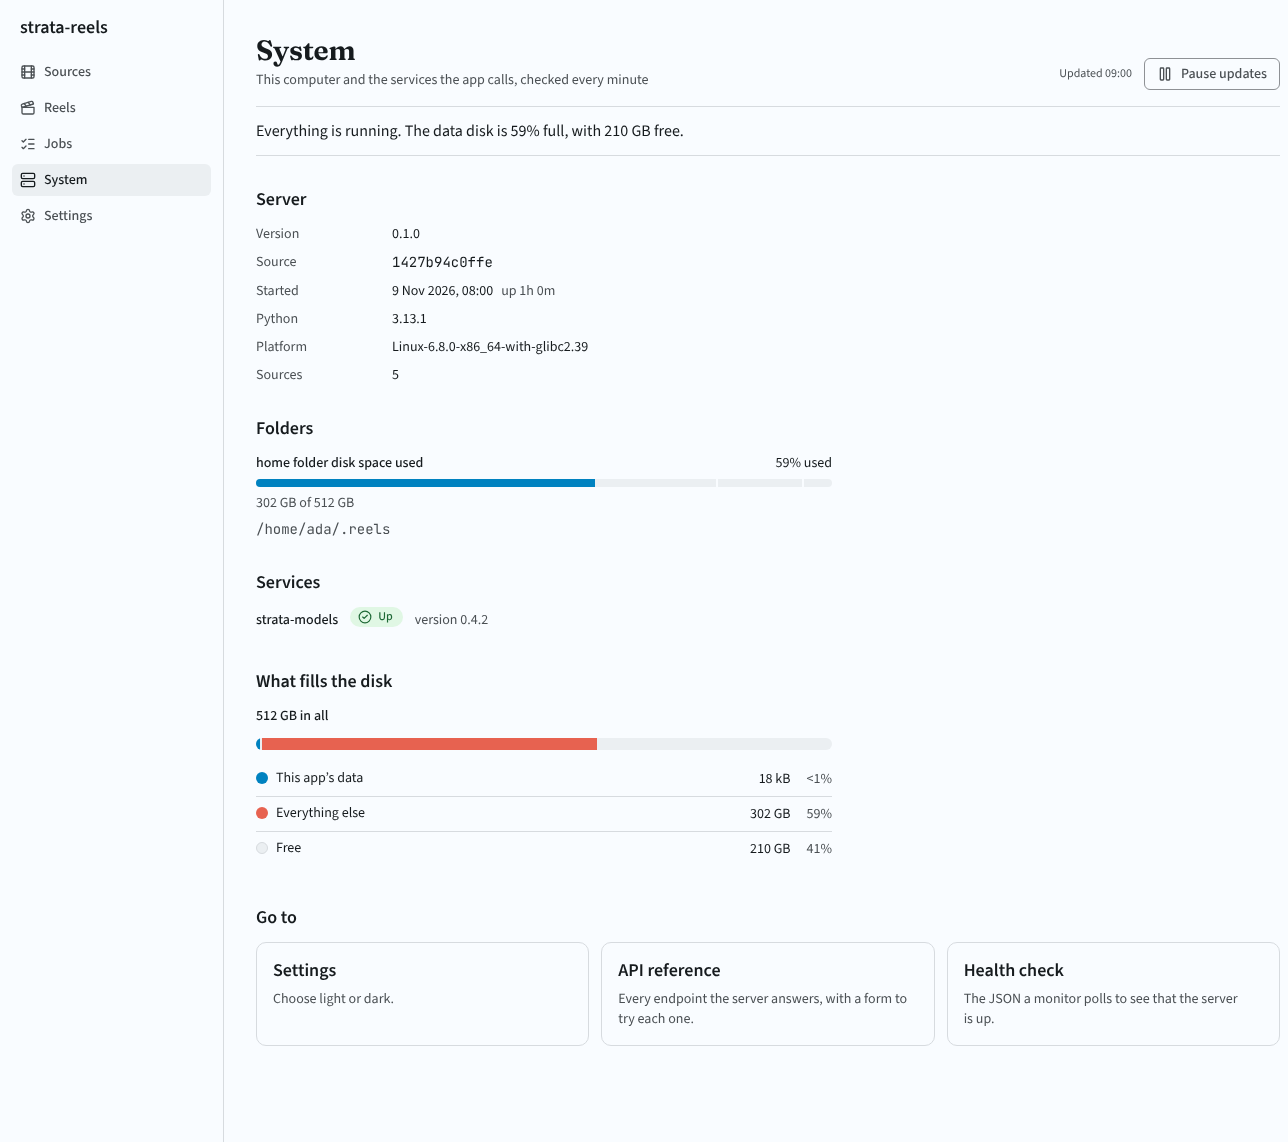 strata-reels
Sources
Reels
Jobs
System
Settings
System
This computer and the services the app calls, checked every minute
Updated 09:00
Pause updates
Everything is running. The data disk is 59% full, with 210 GB free.
Server
Version 0.1.0
Source 1427b94c0ffe
Started 9 Nov 2026, 08:00 up 1h 0m
Python 3.13.1
Platform Linux-6.8.0-x86_64-with-glibc2.39
Sources 5
Folders
home folder disk space used 59% used
302 GB of 512 GB
/home/ada/.reels
Services
strata-models Up version 0.4.2
What fills the disk
512 GB in all
This app’s data 18 kB <1%
Everything else 302 GB 59%
Free 210 GB 41%
Go to
Settings
Choose light or dark.
API reference
Every endpoint the server answers, with a form to
try each one.
Health check
The JSON a monitor polls to see that the server
is up.